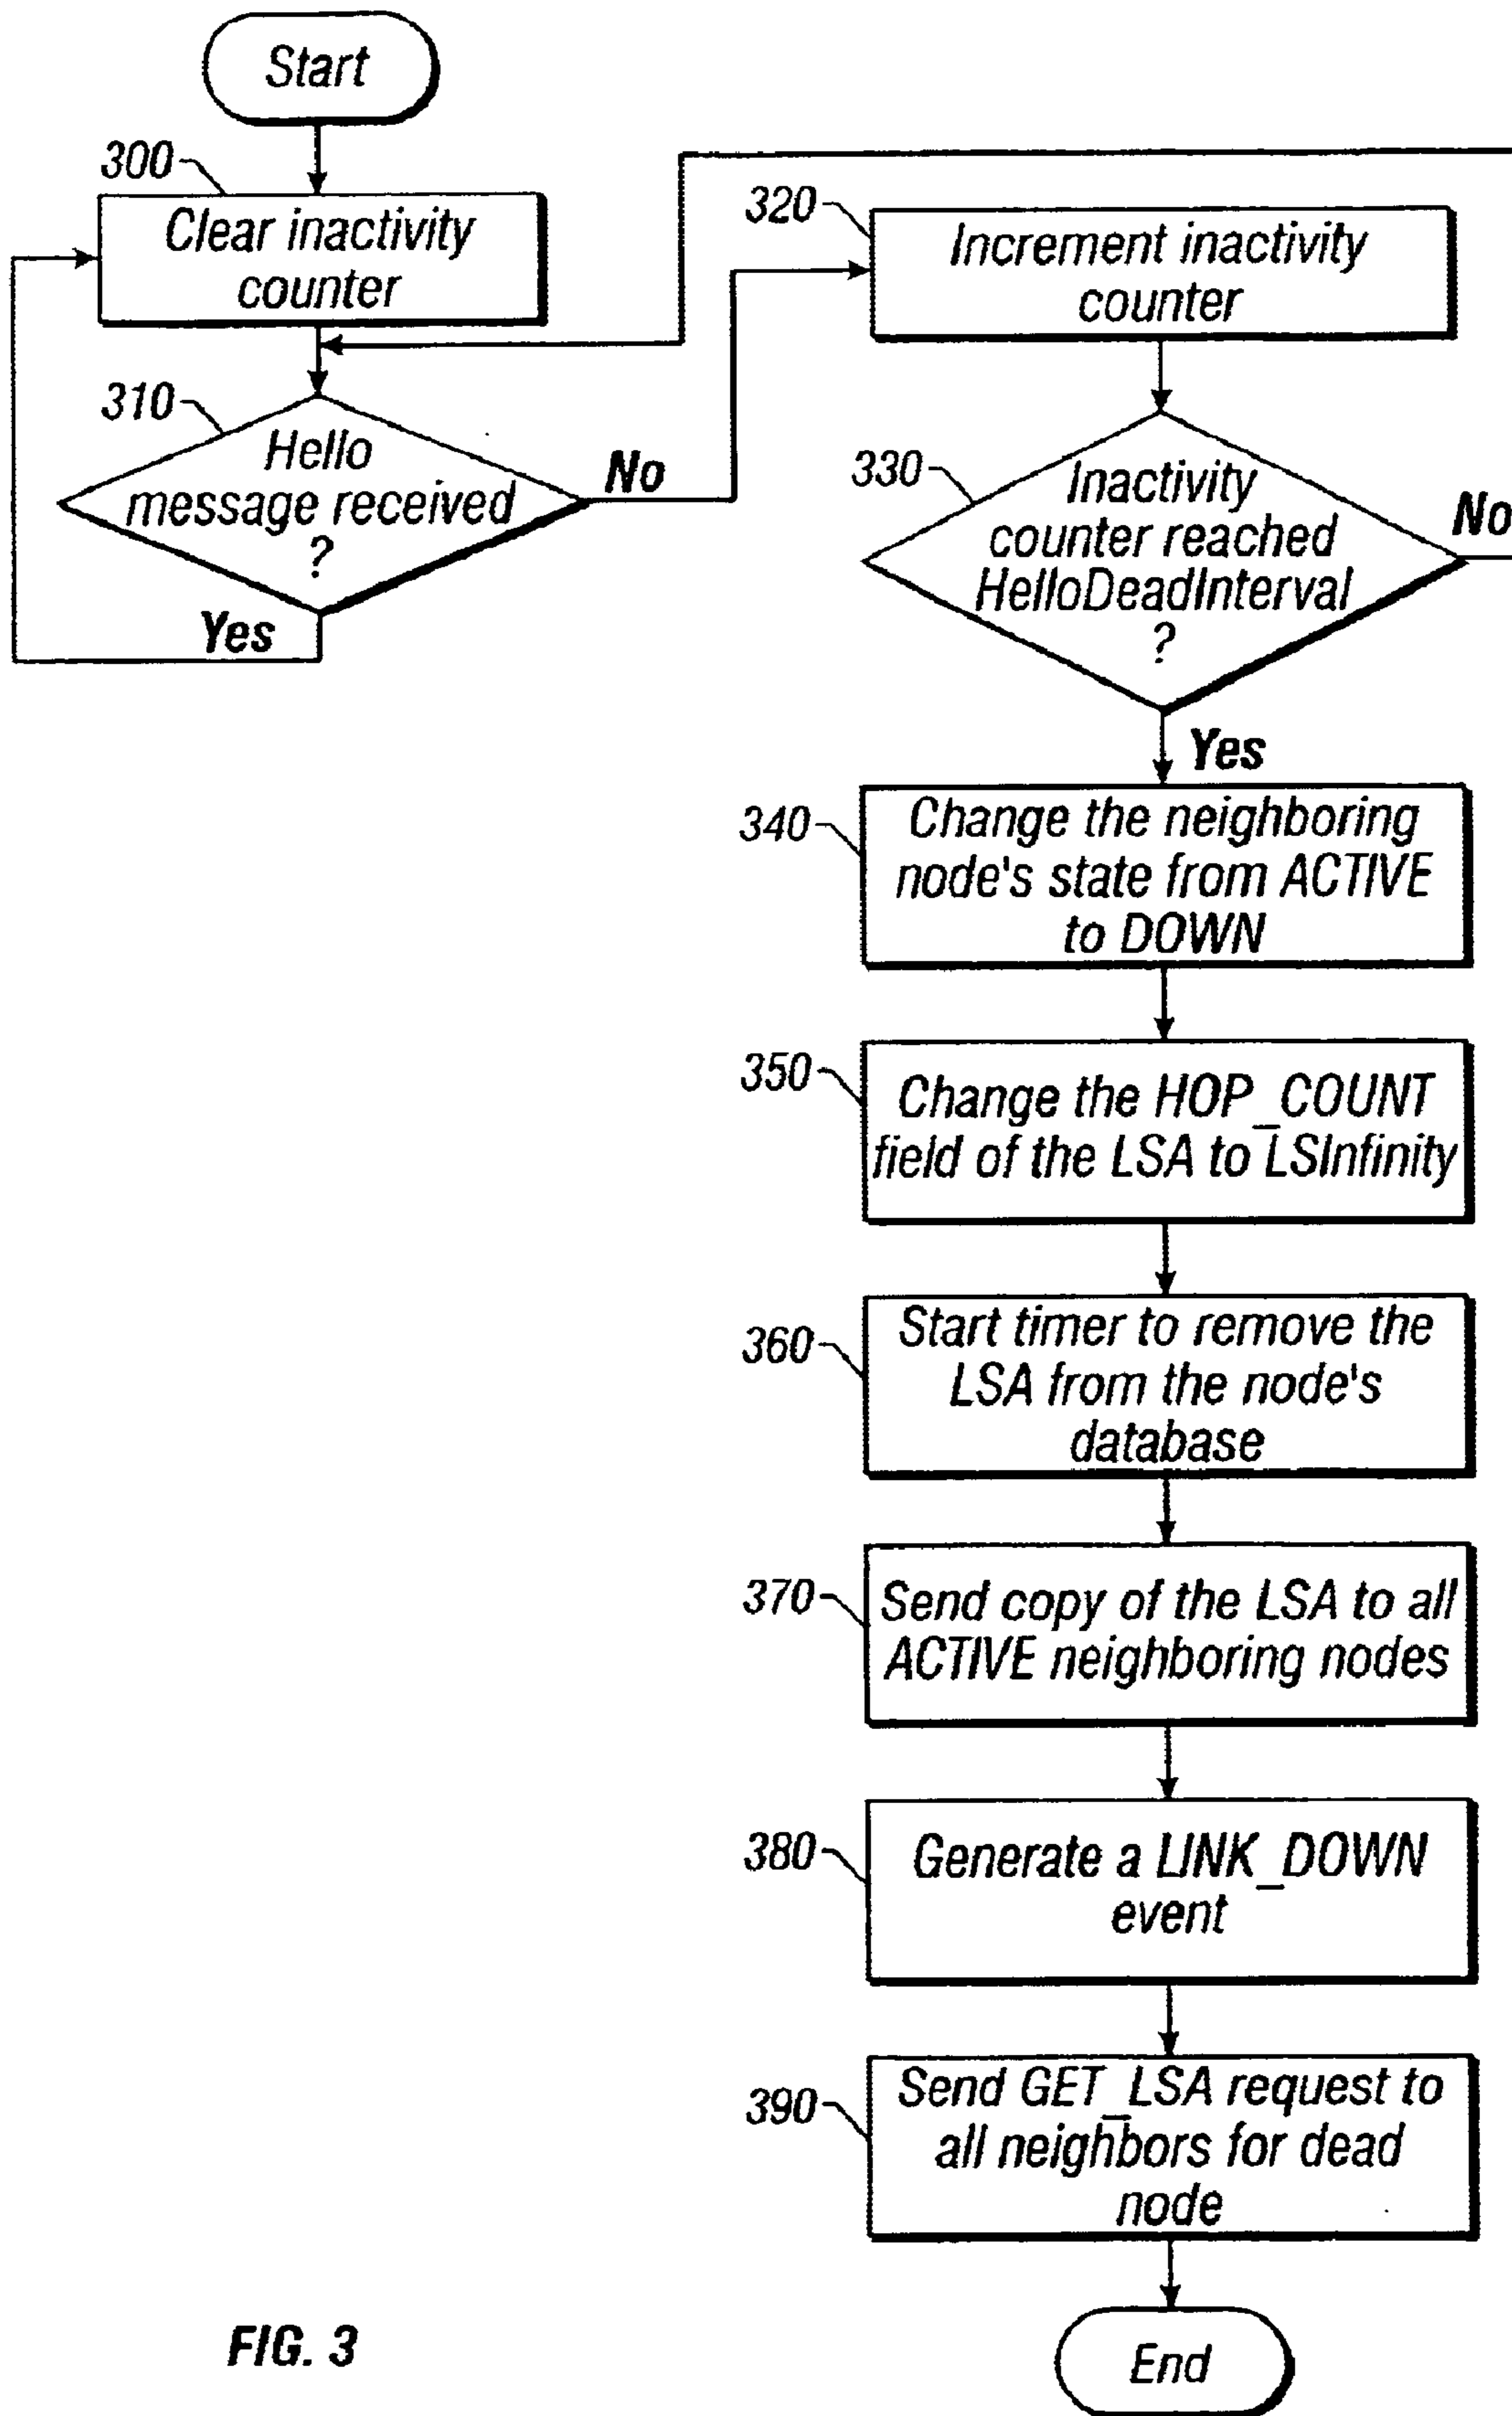 Start
300
Clear inactivity
counter
310
Hello
message received
?
No
Yes
320
Increment inactivity
counter
330
Inactivity
counter reached
HelloDeadInterval
?
No
Yes
340
Change the neighboring
node's state from ACTIVE
to DOWN
350
Change the HOP_COUNT
field of the LSA to LSInfinity
360
Start timer to remove the
LSA from the node's
database
370
Send copy of the LSA to all
ACTIVE neighboring nodes
380
Generate a LINK_DOWN
event
390
Send GET_LSA request to
all neighbors for dead
node
End
FIG. 3